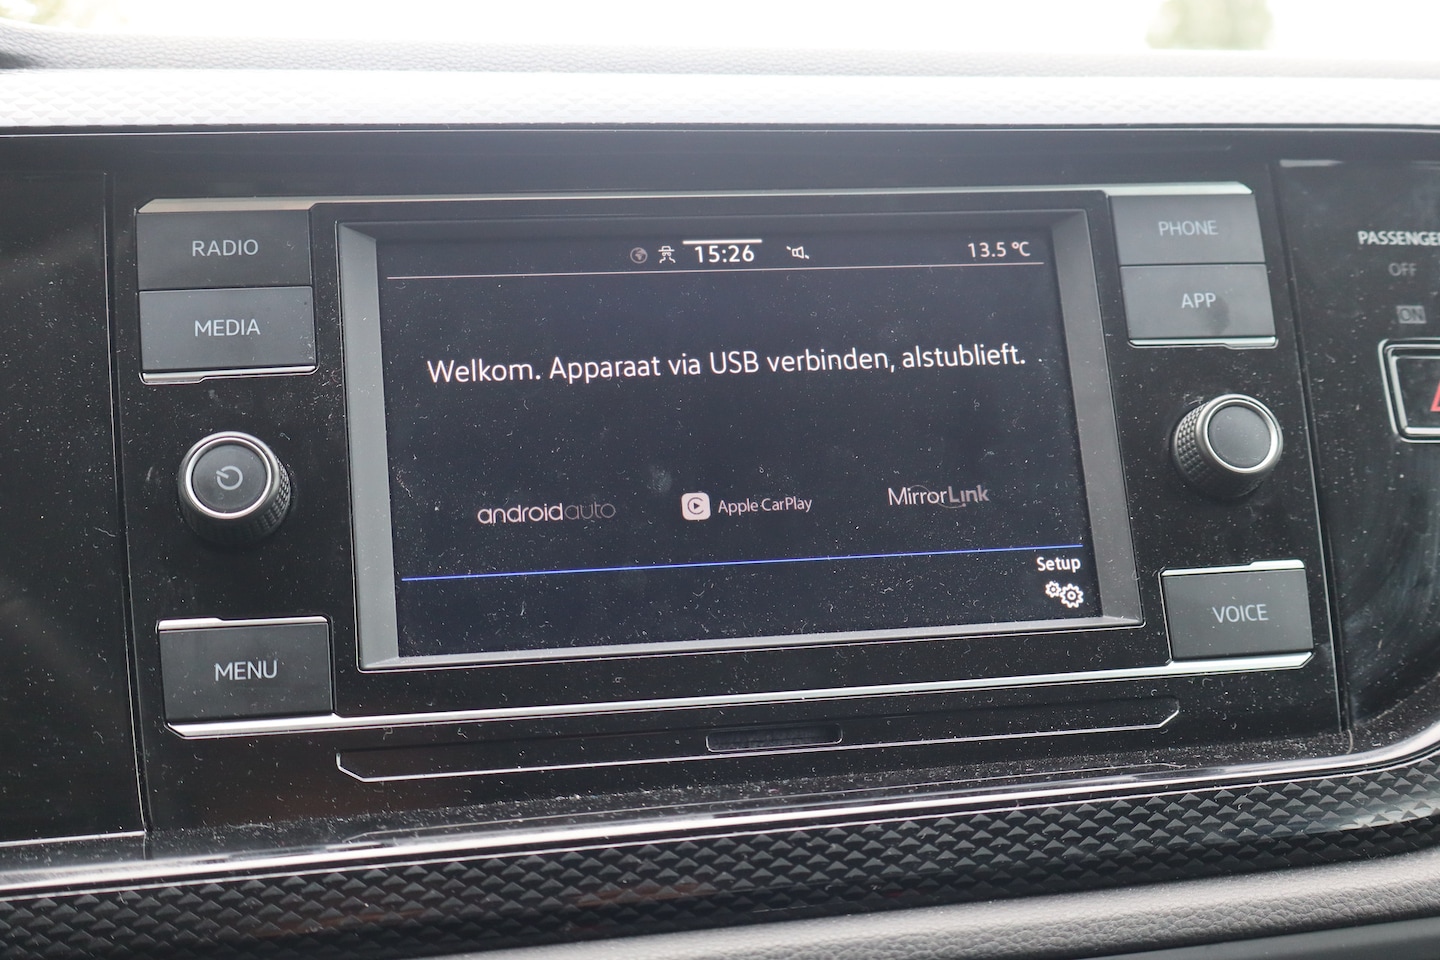 RADIO
MEDIA
MENU
15:26
13.5 °C
Welkom. Apparaat via USB verbinden, alstublieft.
androidauto
Apple CarPlay
MirrorLink
Setup
PHONE
APP
VOICE
PASSENGER
OFF
ON